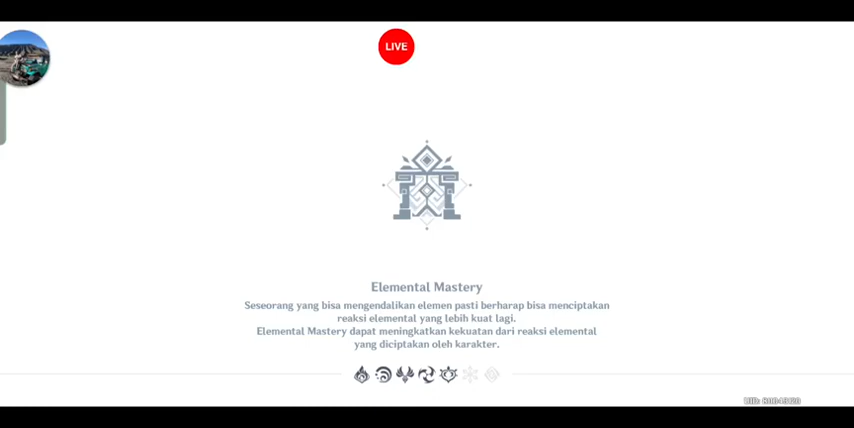 LIVE
Elemental Mastery
Seseorang yang bisa mengendalikan elemen pasti berharap bisa menciptakan
reaksi elemental yang lebih kuat lagi.
Elemental Mastery dapat meningkatkan kekuatan dari reaksi elemental
yang diciptakan oleh karakter.
UID: